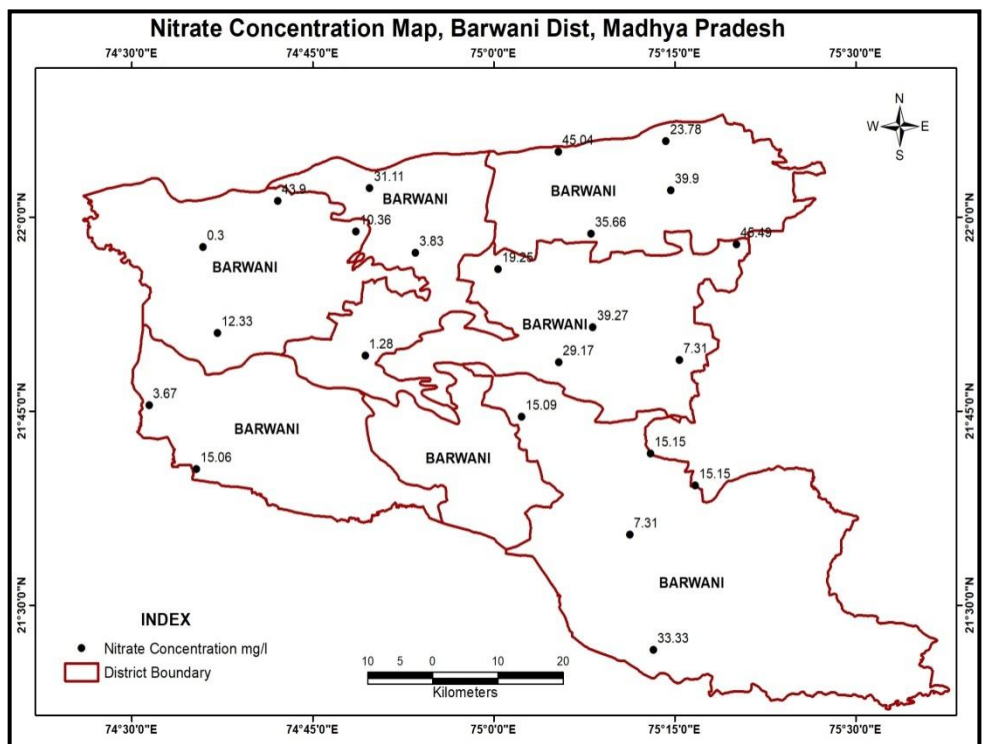 Nitrate Concentration Map, Barwani Dist, Madhya Pradesh
74°30'0"E 74°45'0"E 75°0'0"E 75°15'0"E 75°30'0"E
N
W E
S
23.78
45.04
31.11
39.9
BARWANI
BARWANI
43.9
22°0'0"N 22°0'0"N
10.36
35.66
3.83
45.49
0.3
BARWANI
19.25
39.27
BARWANI
12.33
1.28
29.17
7.31
21°45'0"N 21°45'0"N
3.67
15.09
BARWANI
15.15
BARWANI
15.06
15.15
7.31
BARWANI
21°30'0"N 21°30'0"N
INDEX
Nitrate Concentration mg/l
District Boundary
33.33
10 5 0 10 20
Kilometers
74°30'0"E 74°45'0"E 75°0'0"E 75°15'0"E 75°30'0"E